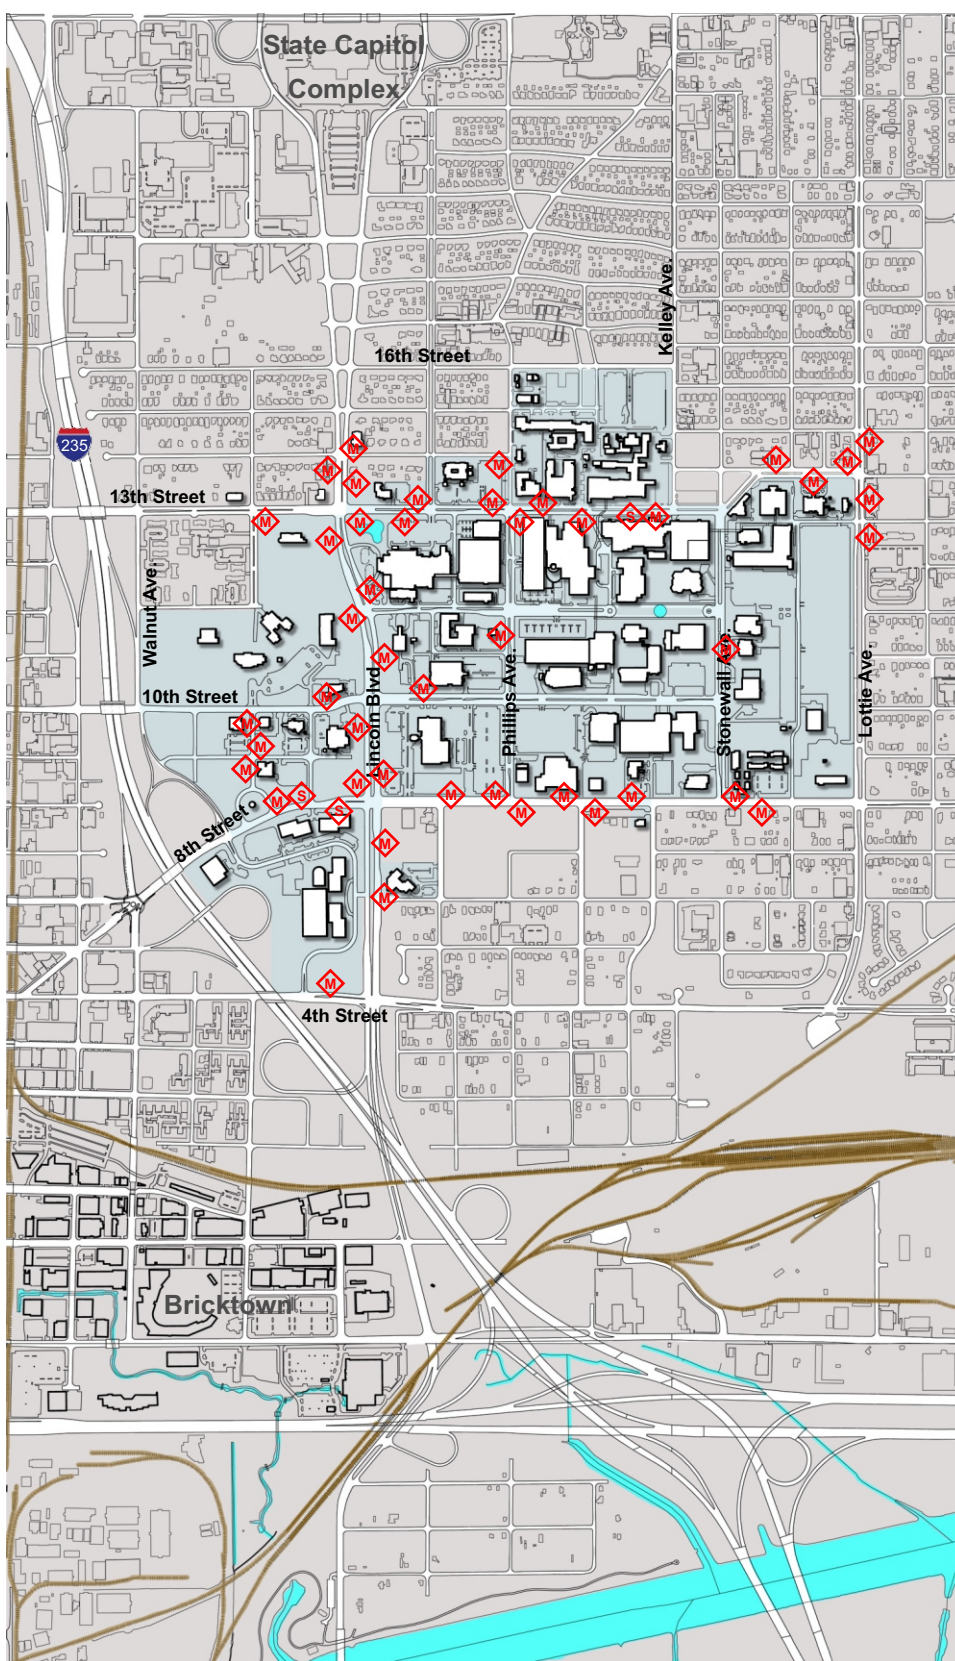 State Capitol
Complex
Kelley Ave.
16th Street
235
M
M
M
M
M
M
M
M
13th Street
M
M
M
M
M
M
S
M
M
M
M
M
M
M
M
M
M
M
Walnut Ave.
M
M
M
Stonewall Ave.
Lottie Ave.
Phillips Ave.
10th Street
M
M
Lincoln Blvd
M
M
M
M
M
M
M
S
M
S
M
M
M
M
M
M
M
M
8th Street
M
M
M
4th Street
Bricktown